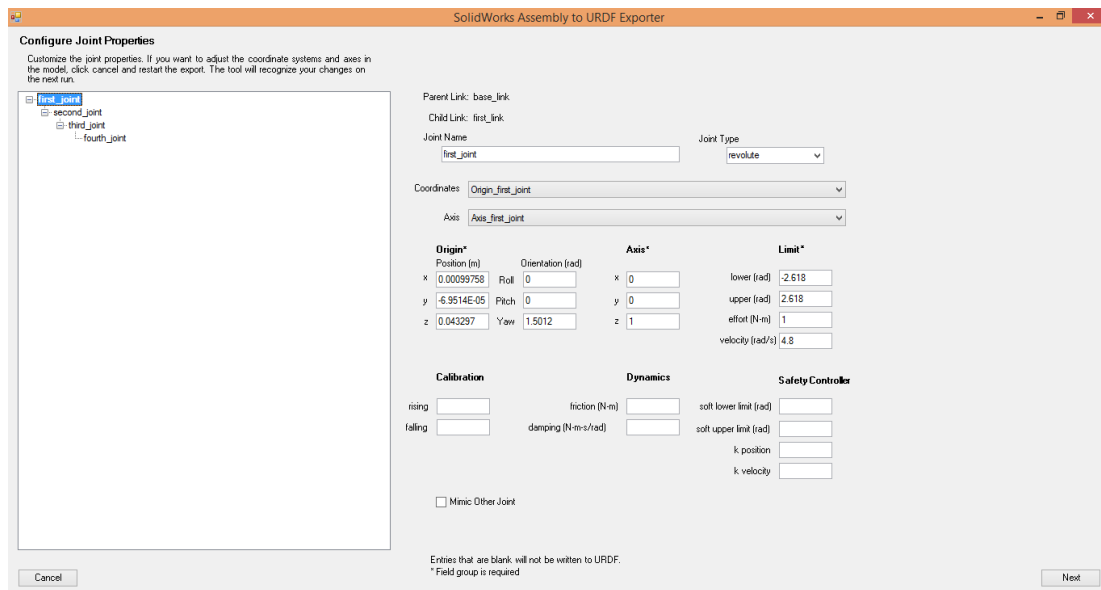 SolidWorks Assembly to URDF Exporter
Configure Joint Properties
Customize the joint properties. If you want to adjust the coordinate systems and axes in
the model, click cancel and restart the export. The tool will recognize your changes on
the next run.
first_joint
second_joint
third_joint
fourth_joint
Parent Link: base_link
Child Link: first_link
Joint Name
Joint Type
first_joint
revolute
Coordinates Origin_first_joint
Axis Axis_first_joint
Origin* Axis* Limit*
Position (m) Orientation (rad)
x 0.00099758 Roll 0 x 0 lower (rad) -2.618
y -6.9514E-05 Pitch 0 y 0 upper (rad) 2.618
z 0.043297 Yaw 1.5012 z 1 effort (N-m) 1
velocity (rad/s) 4.8
Calibration Dynamics Safety Controller
rising friction (N-m) soft lower limit (rad)
falling damping (N-m-s/rad) soft upper limit (rad)
k position
k velocity
Mimic Other Joint
Entries that are blank will not be written to URDF.
* Field group is required
Cancel Next